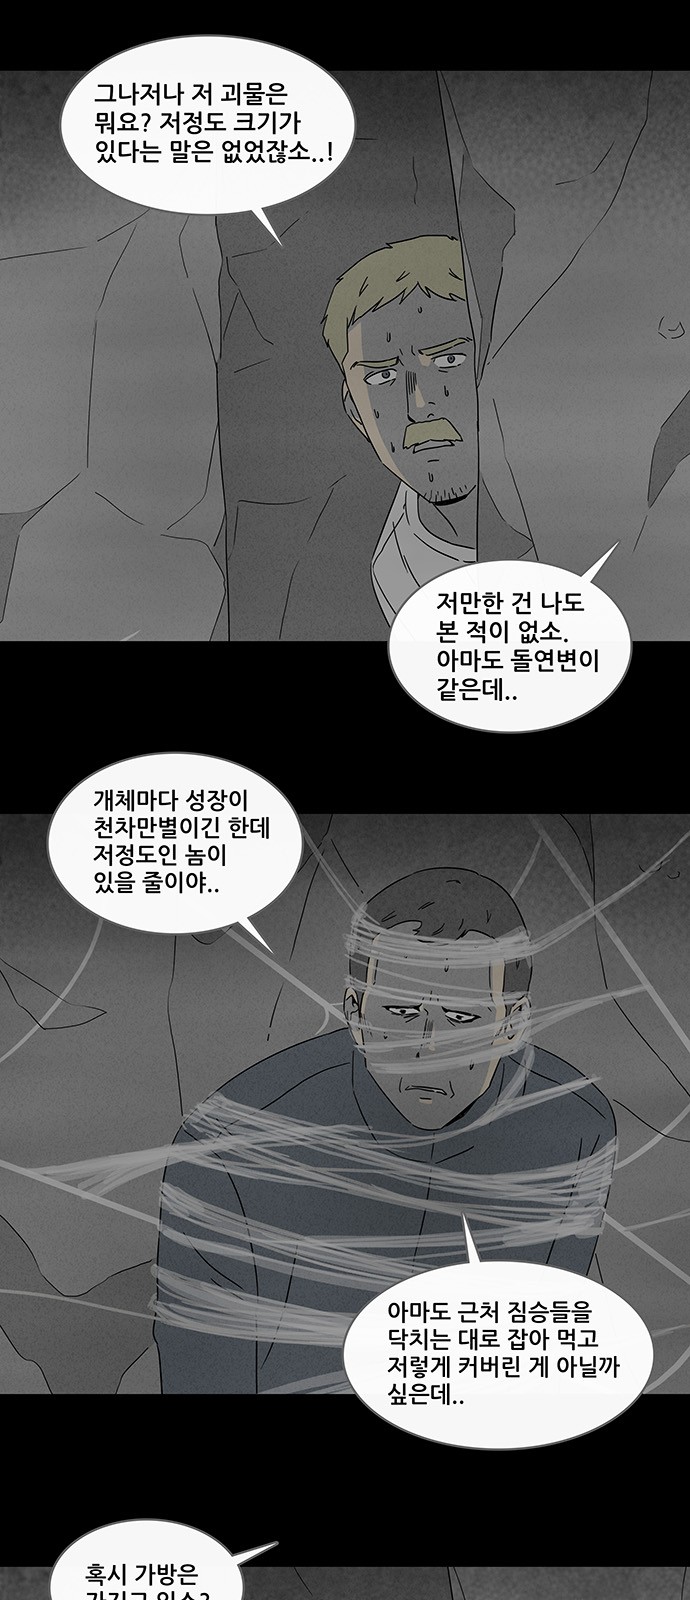 그나저나 저 괴물은
뭐요? 저정도 크기가
있다는 말은 없었잖소..!
저만한 건 나도
본 적이 없소.
아마도 돌연변이
같은데..
개체마다 성장이
천차만별이긴 한데
저정도인 놈이
있을 줄이야..
아마도 근처 짐승들을
닥치는 대로 잡아 먹고
저렇게 커버린 게 아닐까
싶은데..
혹시 가방은